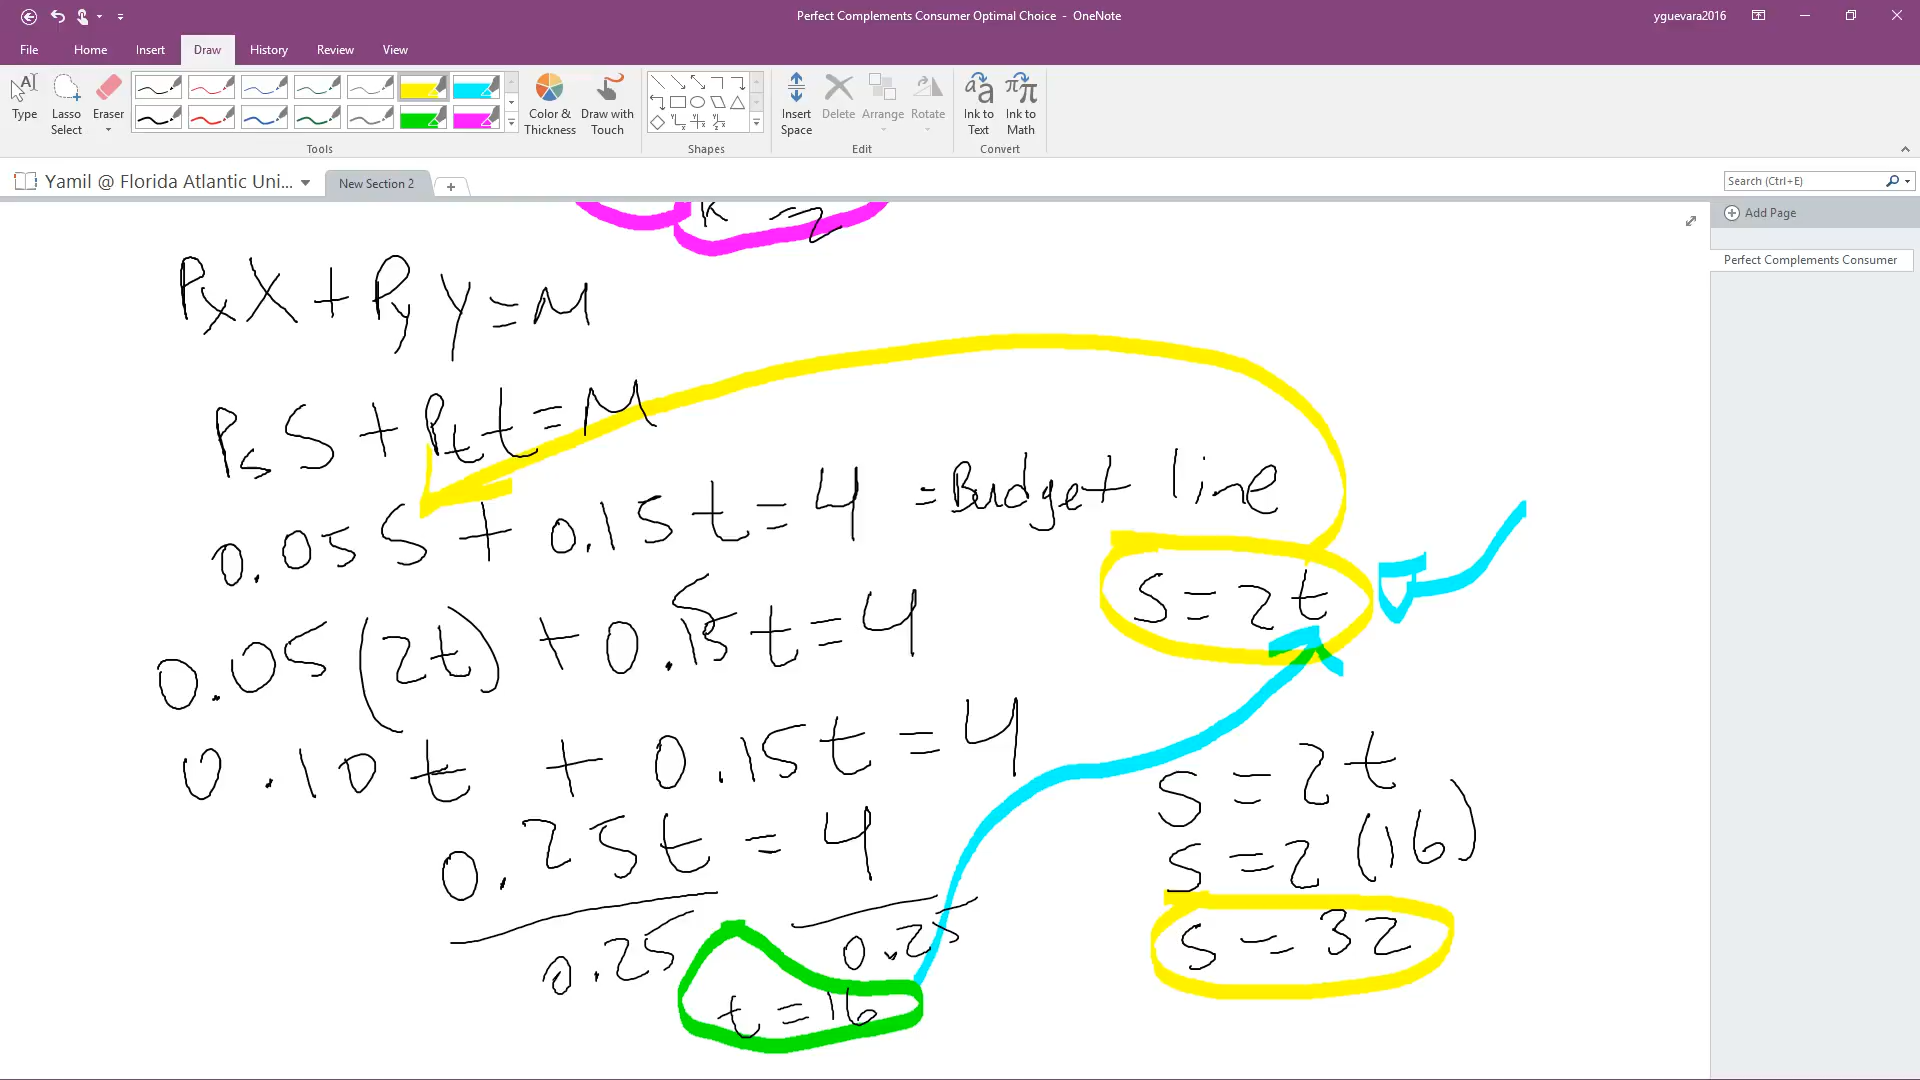 Perfect Complements Consumer Optimal Choice - OneNote
yguevara2016
File Home Insert Draw History Review View
Type
Lasso Select
Eraser
Color & Thickness
Draw with Touch
Insert Space
Delete
Arrange
Rotate
Ink to Text
Ink to Math
Tools
Shapes
Edit
Convert
Yamil @ Florida Atlantic Uni...
New Section 2
Search (Ctrl+E)
Add Page
Perfect Complements Consumer
PxX + PyY = M
PsS + Ptt = M
0.05S + 0.15t = 4 = Budget line
S = 2t
0.05(2t) + 0.15t = 4
0.10t + 0.15t = 4
0.25t = 4
0.25 0.25
t = 16
S = 2t
S = 2(16)
S = 32